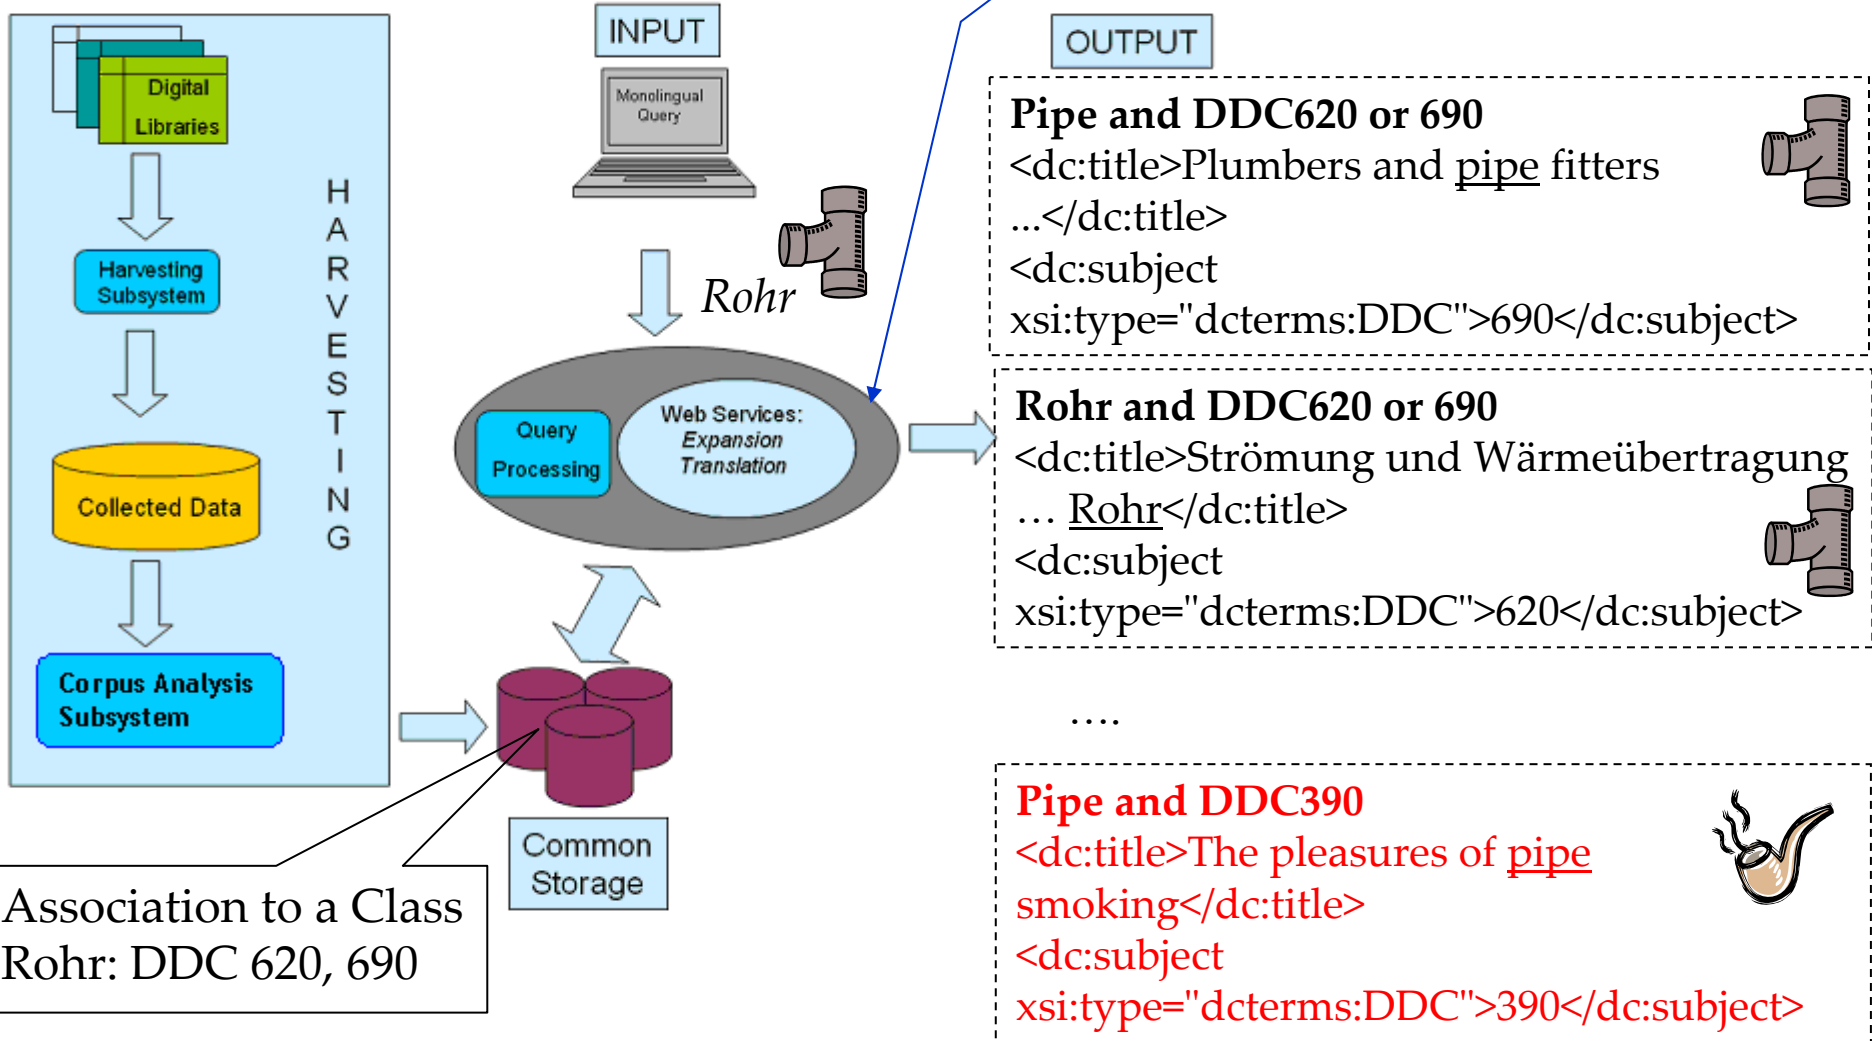 Digital
Libraries
Harvesting
Subsystem
Collected Data
Corpus Analysis
Subsystem
HARVESTING
Association to a Class
Rohr: DDC 620, 690
INPUT
Monolingual
Query
Rohr
Query
Processing
Web Services:
Expansion
Translation
Common
Storage
OUTPUT
Pipe and DDC620 or 690
<dc:title>Plumbers and pipe fitters
...</dc:title>
<dc:subject
xsi:type="dcterms:DDC">690</dc:subject>
Rohr and DDC620 or 690
<dc:title>Strömung und Wärmeübertragung
… Rohr</dc:title>
<dc:subject
xsi:type="dcterms:DDC">620</dc:subject>
….
Pipe and DDC390
<dc:title>The pleasures of pipe
smoking</dc:title>
<dc:subject
xsi:type="dcterms:DDC">390</dc:subject>